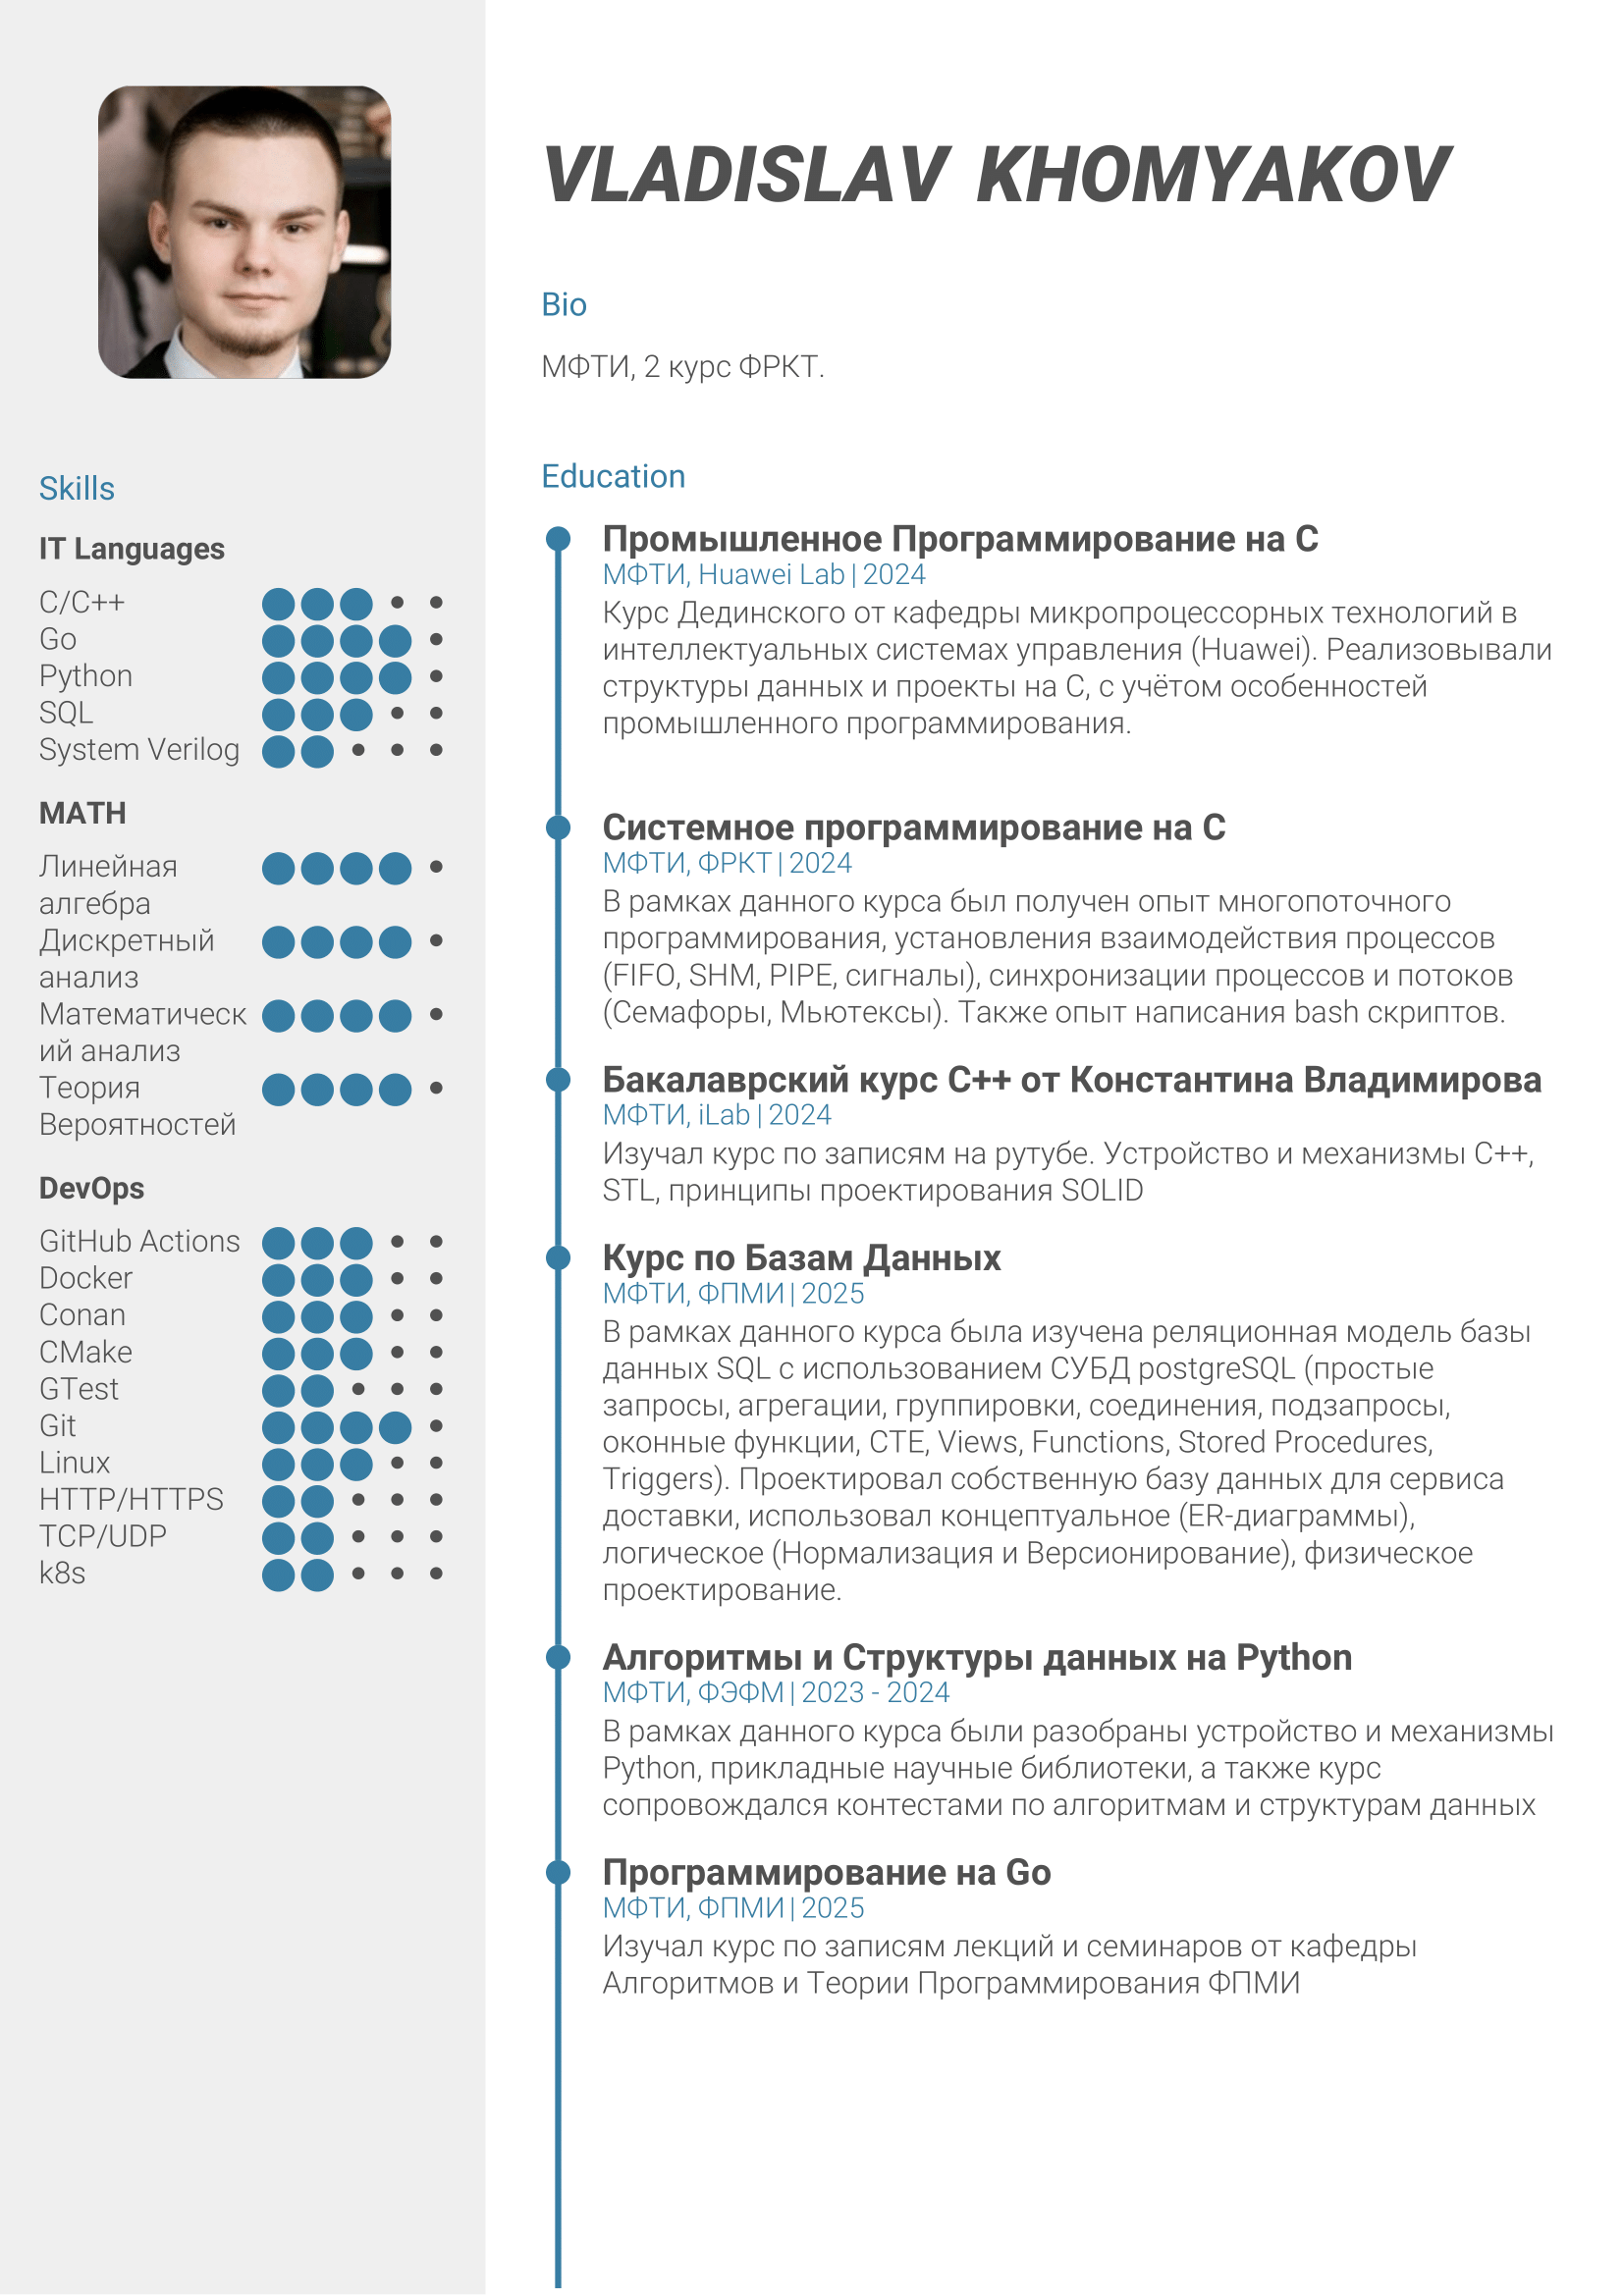 VLADISLAV KHOMYAKOV
Bio
МФТИ, 2 курс ФРКТ.
Skills
IT Languages
C/C++
Go
Python
SQL
System Verilog
MATH
Линейная
алгебра
Дискретный
анализ
Математическ
ий анализ
Теория
Вероятностей
DevOps
GitHub Actions
Docker
Conan
CMake
GTest
Git
Linux
HTTP/HTTPS
TCP/UDP
k8s
Education
Промышленное Программирование на С
МФТИ, Huawei Lab | 2024
Курс Дединского от кафедры микропроцессорных технологий в
интеллектуальных системах управления (Huawei). Реализовывали
структуры данных и проекты на С, с учётом особенностей
промышленного программирования.
Системное программирование на С
МФТИ, ФРКТ | 2024
В рамках данного курса был получен опыт многопоточного
программирования, установления взаимодействия процессов
(FIFO, SHM, PIPE, сигналы), синхронизации процессов и потоков
(Семафоры, Мьютексы). Также опыт написания bash скриптов.
Бакалаврский курс С++ от Константина Владимирова
МФТИ, iLab | 2024
Изучал курс по записям на рутубе. Устройство и механизмы С++,
STL, принципы проектирования SOLID
Курс по Базам Данных
МФТИ, ФПМИ | 2025
В рамках данного курса была изучена реляционная модель базы
данных SQL с использованием СУБД postgreSQL (простые
запросы, агрегации, группировки, соединения, подзапросы,
оконные функции, CTE, Views, Functions, Stored Procedures,
Triggers). Проектировал собственную базу данных для сервиса
доставки, использовал концептуальное (ER-диаграммы),
логическое (Нормализация и Версионирование), физическое
проектирование.
Алгоритмы и Структуры данных на Python
МФТИ, ФЭФМ | 2023 - 2024
В рамках данного курса были разобраны устройство и механизмы
Python, прикладные научные библиотеки, а также курс
сопровождался контестами по алгоритмам и структурам данных
Программирование на Go
МФТИ, ФПМИ | 2025
Изучал курс по записям лекций и семинаров от кафедры
Алгоритмов и Теории Программирования ФПМИ